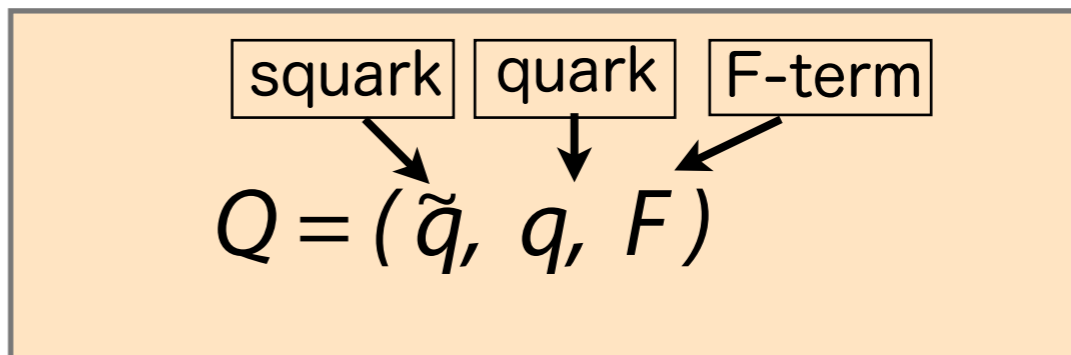 squark quark F-term
Q = ( q̃, q, F )